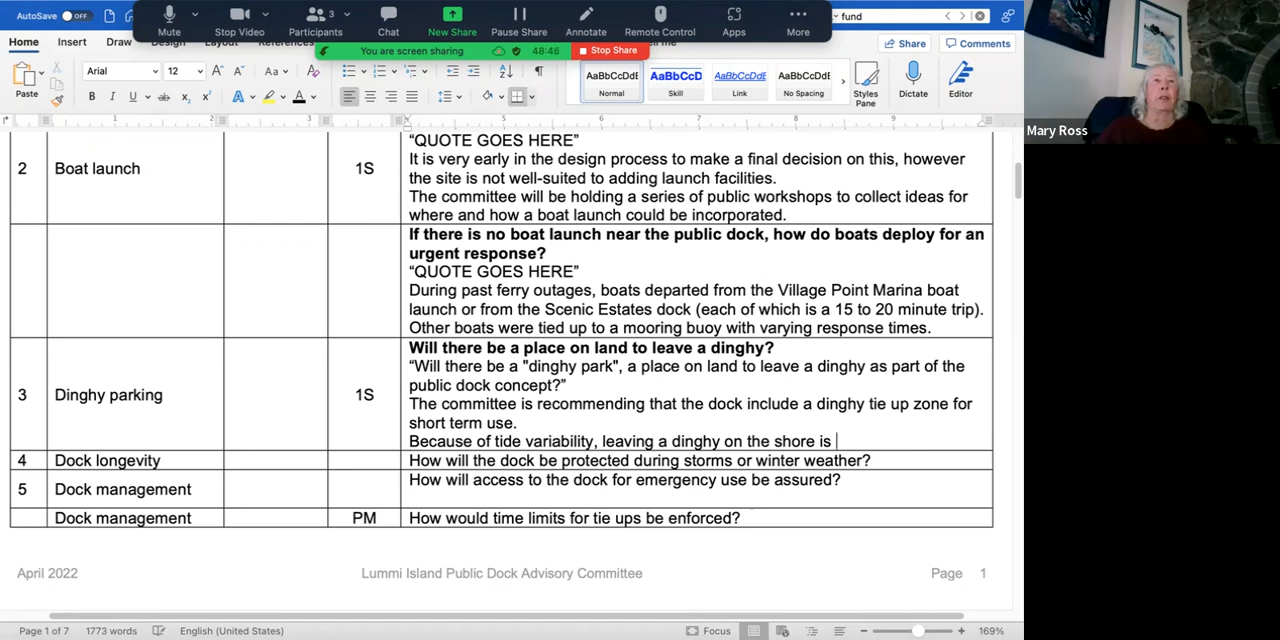 AutoSave OFF
fund
Mute
Stop Video
3
Participants
Chat
New Share
Pause Share
Annotate
Remote Control
Apps
More
Home Insert Draw Design Layout References
You are screen sharing 48:46 Stop Share
Share Comments
Paste
Arial 12
AaBbCcDdE AaBbCcD AaBbCcDdE AaBbCcDdE
Normal Skill Link No Spacing
Styles Pane
Dictate
Editor
1 2 3 5 6 7 8 9
Mary Ross
"QUOTE GOES HERE"
2 Boat launch 1S It is very early in the design process to make a final decision on this, however
the site is not well-suited to adding launch facilities.
The committee will be holding a series of public workshops to collect ideas for
where and how a boat launch could be incorporated.
If there is no boat launch near the public dock, how do boats deploy for an
urgent response?
"QUOTE GOES HERE"
During past ferry outages, boats departed from the Village Point Marina boat
launch or from the Scenic Estates dock (each of which is a 15 to 20 minute trip).
Other boats were tied up to a mooring buoy with varying response times.
Will there be a place on land to leave a dinghy?
"Will there be a "dinghy park", a place on land to leave a dinghy as part of the
public dock concept?"
3 Dinghy parking 1S The committee is recommending that the dock include a dinghy tie up zone for
short term use.
Because of tide variability, leaving a dinghy on the shore is
4 Dock longevity How will the dock be protected during storms or winter weather?
5 Dock management How will access to the dock for emergency use be assured?
Dock management PM How would time limits for tie ups be enforced?
April 2022 Lummi Island Public Dock Advisory Committee Page 1
Page 1 of 7 1773 words English (United States) Focus 169%